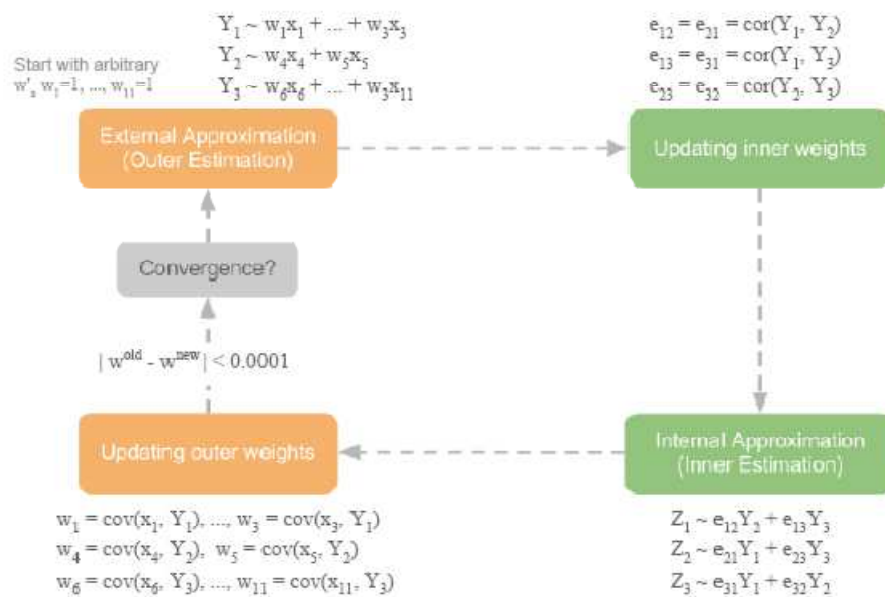 Y₁ ~ w₁x₁ + ... + w₃x₃
Y₂ ~ w₄x₄ + w₅x₅
Y₃ ~ w₆x₆ + ... + w₃x₁₁
e₁₂ = e₂₁ = cor(Y₁, Y₂)
e₁₃ = e₃₁ = cor(Y₁, Y₃)
e₂₃ = e₃₂ = cor(Y₂, Y₃)
Start with arbitrary
w'ₛ w₁=1, ..., w₁₁=1
External Approximation
(Outer Estimation)
Updating inner weights
Convergence?
| w^old - w^new | < 0.0001
Updating outer weights
Internal Approximation
(Inner Estimation)
w₁ = cov(x₁, Y₁), ..., w₃ = cov(x₃, Y₁)
w₄ = cov(x₄, Y₂), w₅ = cov(x₅, Y₂)
w₆ = cov(x₆, Y₃), ..., w₁₁ = cov(x₁₁, Y₃)
Z₁ ~ e₁₂Y₂ + e₁₃Y₃
Z₂ ~ e₂₁Y₁ + e₂₃Y₃
Z₃ ~ e₃₁Y₁ + e₃₂Y₂